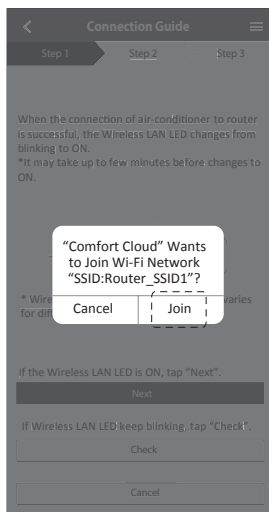 Connection Guide
Step 1
Step 2
Step 3
When the connection of air-conditioner to router
is successful, the Wireless LAN LED changes from
blinking to ON.
*It may take up to few minutes before changes to
ON.
“Comfort Cloud” Wants
to Join Wi-Fi Network
“SSID:Router_SSID1”?
Cancel
Join
* Wire
varies
for dif
If the Wireless LAN LED is ON, tap “Next”.
Next
If Wireless LAN LED keep blinking, tap “Check”.
Check
Cancel